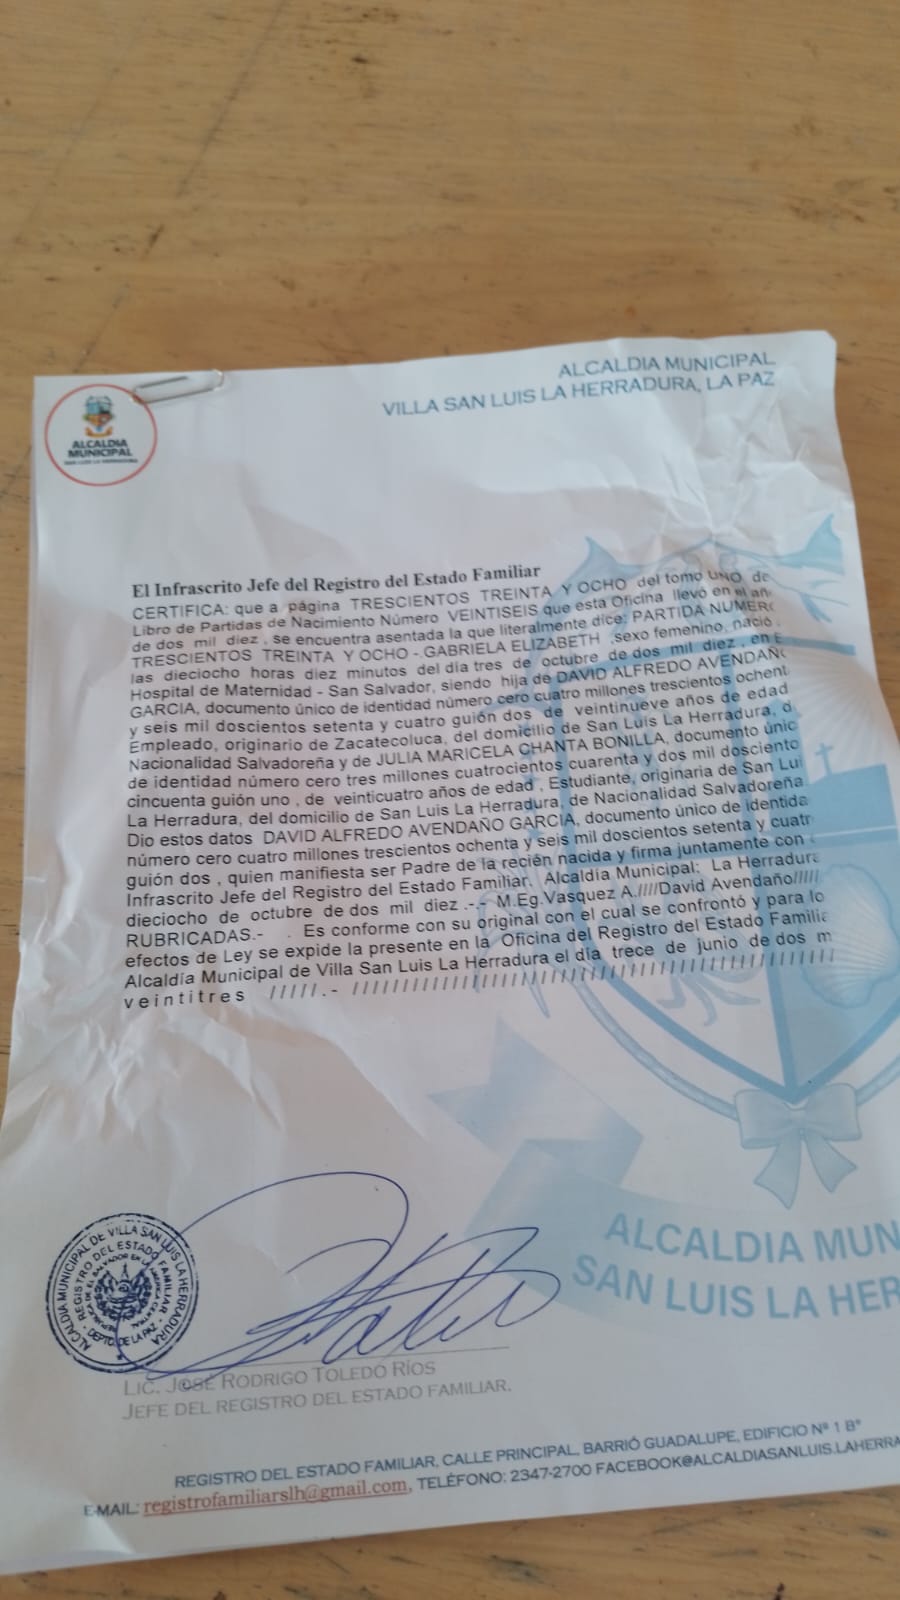 ALCALDIA MUNICIPAL
VILLA SAN LUIS LA HERRADURA, LA PAZ
ALCALDIA
MUNICIPAL
SAN LUIS LA HERRADURA
El Infrascrito Jefe del Registro del Estado Familiar
CERTIFICA: que a página TRESCIENTOS TREINTA Y OCHO del tomo UNO de
Libro de Partidas de Nacimiento Número VEINTISEIS que esta Oficina llevó en el añ
de dos mil diez , se encuentra asentada la que literalmente dice: PARTIDA NUMERO
TRESCIENTOS TREINTA Y OCHO - GABRIELA ELIZABETH ,sexo femenino, nació
las dieciocho horas diez minutos del día tres de octubre de dos mil diez , en E
Hospital de Maternidad - San Salvador, siendo hija de DAVID ALFREDO AVENDAÑO
GARCIA, documento único de identidad número cero cuatro millones trescientos ochent
y seis mil doscientos setenta y cuatro guión dos de veintinueve años de edad
Empleado, originario de Zacatecoluca, del domicilio de San Luis La Herradura, d
Nacionalidad Salvadoreña y de JULIA MARICELA CHANTA BONILLA, documento únic
de identidad número cero tres millones cuatrocientos cuarenta y dos mil dosciento
cincuenta guión uno , de veinticuatro años de edad , Estudiante, originaria de San Lui
La Herradura, del domicilio de San Luis La Herradura, de Nacionalidad Salvadoreña
Dio estos datos DAVID ALFREDO AVENDAÑO GARCIA, documento único de identida
número cero cuatro millones trescientos ochenta y seis mil doscientos setenta y cuatr
guión dos , quien manifiesta ser Padre de la recién nacida y firma juntamente con
Infrascrito Jefe del Registro del Estado Familiar. Alcaldía Municipal: La Herradura
dieciocho de octubre de dos mil diez .-.- M.Eg.Vasquez A.////David Avendaño/////
RUBRICADAS.- . Es conforme con su original con el cual se confrontó y para lo
efectos de Ley se expide la presente en la Oficina del Registro del Estado Familia
Alcaldía Municipal de Villa San Luis La Herradura el día trece de junio de dos m
veintitres /////.- //////////////////////////////////////////////////
ALCALDIA MUN
SAN LUIS LA HER
ALCALDIA MUNICIPAL DE VILLA SAN LUIS LA HERRADURA
REGISTRO DEL ESTADO FAMILIAR
REPUBLICA DE EL SALVADOR EN LA AMERICA CENTRAL
DEPTO. DE LA PAZ
LIC. JOSÉ RODRIGO TOLEDO RÍOS
JEFE DEL REGISTRO DEL ESTADO FAMILIAR.
REGISTRO DEL ESTADO FAMILIAR, CALLE PRINCIPAL, BARRIÓ GUADALUPE, EDIFICIO Nº 1 Bº
E-MAIL: registrofamiliarslh@gmail.com, TELÉFONO: 2347-2700 FACEBOOK@ALCALDIASANLUIS.LAHERRA